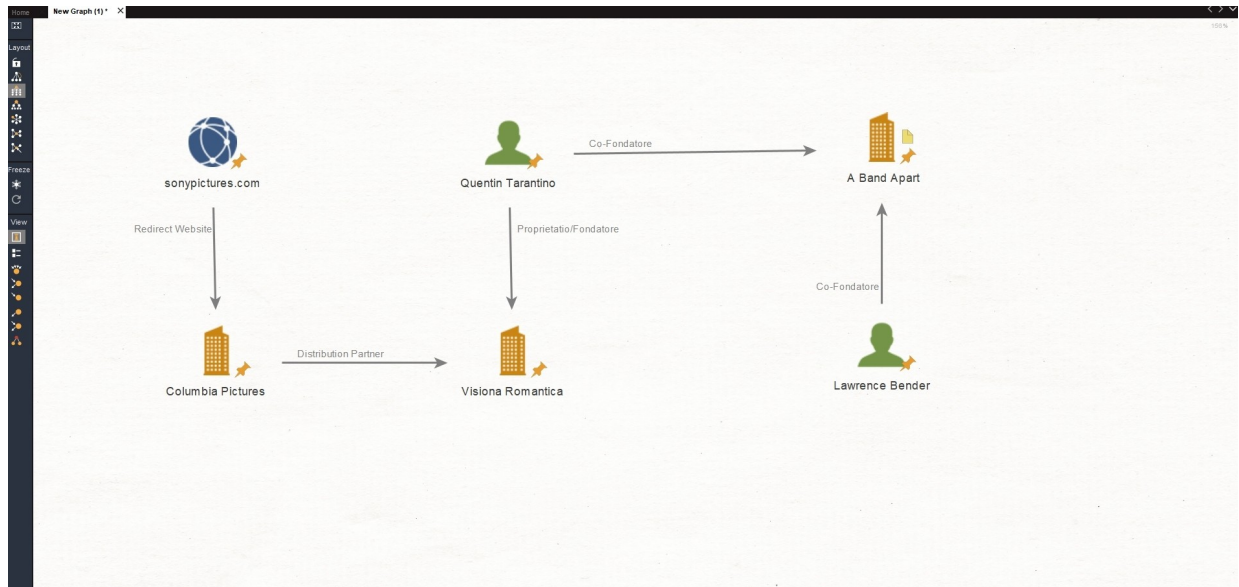 Home
New Graph (1) *
Layout
Freeze
View
sonypictures.com
Quentin Tarantino
Co-Fondatore
A Band Apart
Redirect Website
Proprietatio/Fondatore
Co-Fondatore
Columbia Pictures
Distribution Partner
Visiona Romantica
Lawrence Bender